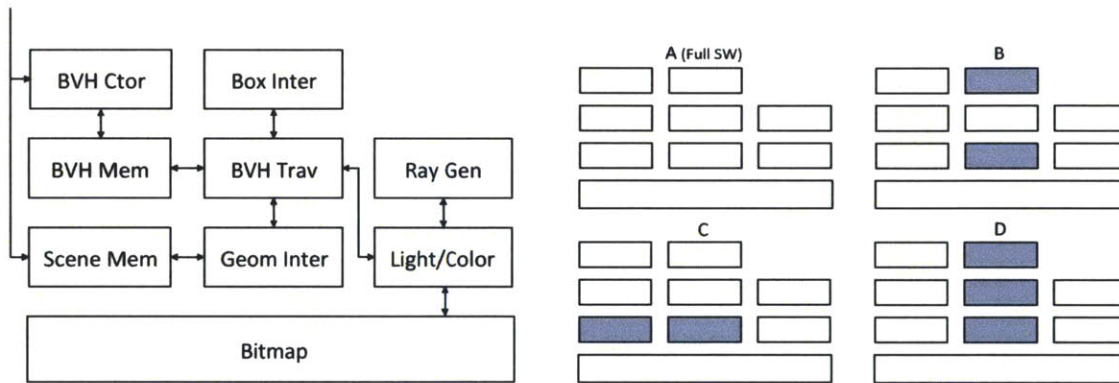 BVH Ctor
Box Inter
BVH Mem
BVH Trav
Ray Gen
Scene Mem
Geom Inter
Light/Color
Bitmap
A (Full SW)
B
C
D